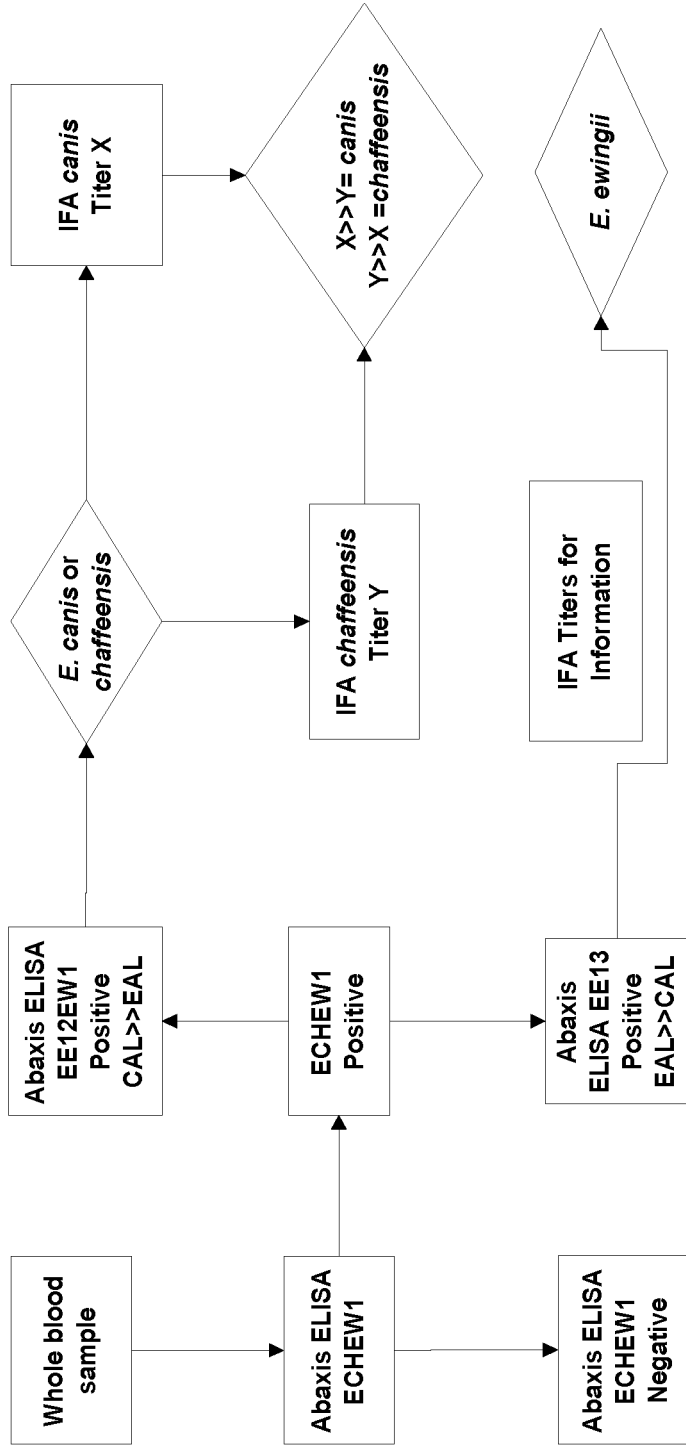 Whole blood
sample
Abaxis ELISA
ECHEW1
Abaxis ELISA
ECHEW1
Negative
Abaxis ELISA
EE12EW1
Positive
CAL>>EAL
ECHEW1
Positive
Abaxis
ELISA EE13
Positive
EAL>>CAL
E. canis or
chaffeensis
IFA chaffeensis
Titer Y
IFA Titers for
Information
IFA canis
Titer X
X>>Y= canis
Y>>X =chaffeensis
E. ewingii